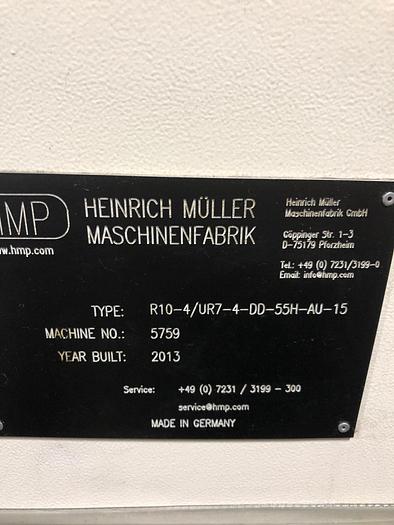 HMP
www.hmp.com
HEINRICH MÜLLER
MASCHINENFABRIK
Heinrich Müller
Maschinenfabrik GmbH
Göppinger Str. 1-3
D-75179 Pforzheim
Tel.: +49 (0) 7231/3199-0
Email: info@hmp.com
TYPE: R10-4/UR7-4-DD-55H-AU-15
MACHINE NO.: 5759
YEAR BUILT: 2013
Service: +49 (0) 7231 / 3199 - 300
service@hmp.com
MADE IN GERMANY